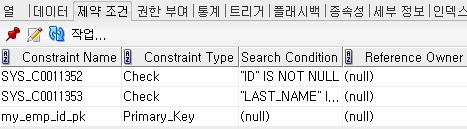 열 데이터 제약 조건 권한 부여 통계 트리거 플래시백 종속성 세부 정보 인덱스
작업...
Constraint Name Constraint Type Search Condition Reference Owner
SYS_C0011352 Check "ID" IS NOT NULL (null)
SYS_C0011353 Check "LAST_NAME" I... (null)
my_emp_id_pk Primary_Key (null) (null)